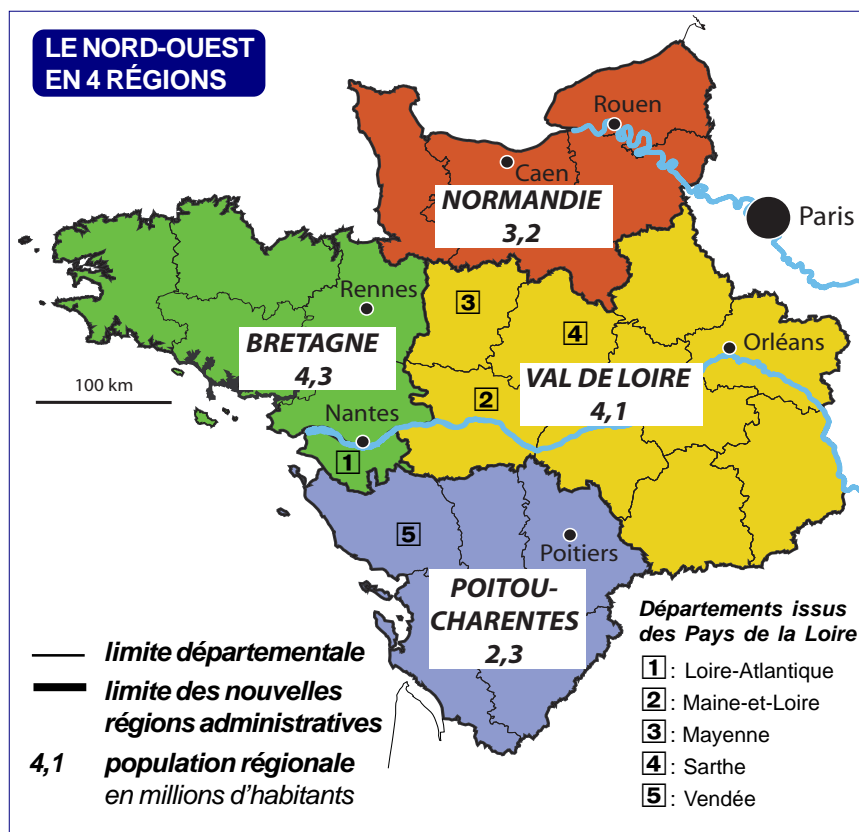 LE NORD-OUEST
EN 4 RÉGIONS
Rouen
Caen
NORMANDIE
3,2
Paris
Rennes
3
4
BRETAGNE
4,3
Orléans
VAL DE LOIRE
4,1
100 km
2
Nantes
1
5
Poitiers
POITOU-
CHARENTES
2,3
limite départementale
limite des nouvelles
régions administratives
4,1 population régionale
en millions d'habitants
Départements issus
des Pays de la Loire
1 : Loire-Atlantique
2 : Maine-et-Loire
3 : Mayenne
4 : Sarthe
5 : Vendée